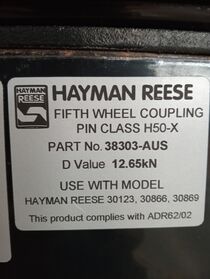 HAYMAN REESE
HAYMAN REESE
FIFTH WHEEL COUPLING
PIN CLASS H50-X
PART No. 38303-AUS
D Value 12.65kN
USE WITH MODEL
HAYMAN REESE 30123, 30866, 30869
This product complies with ADR62/02